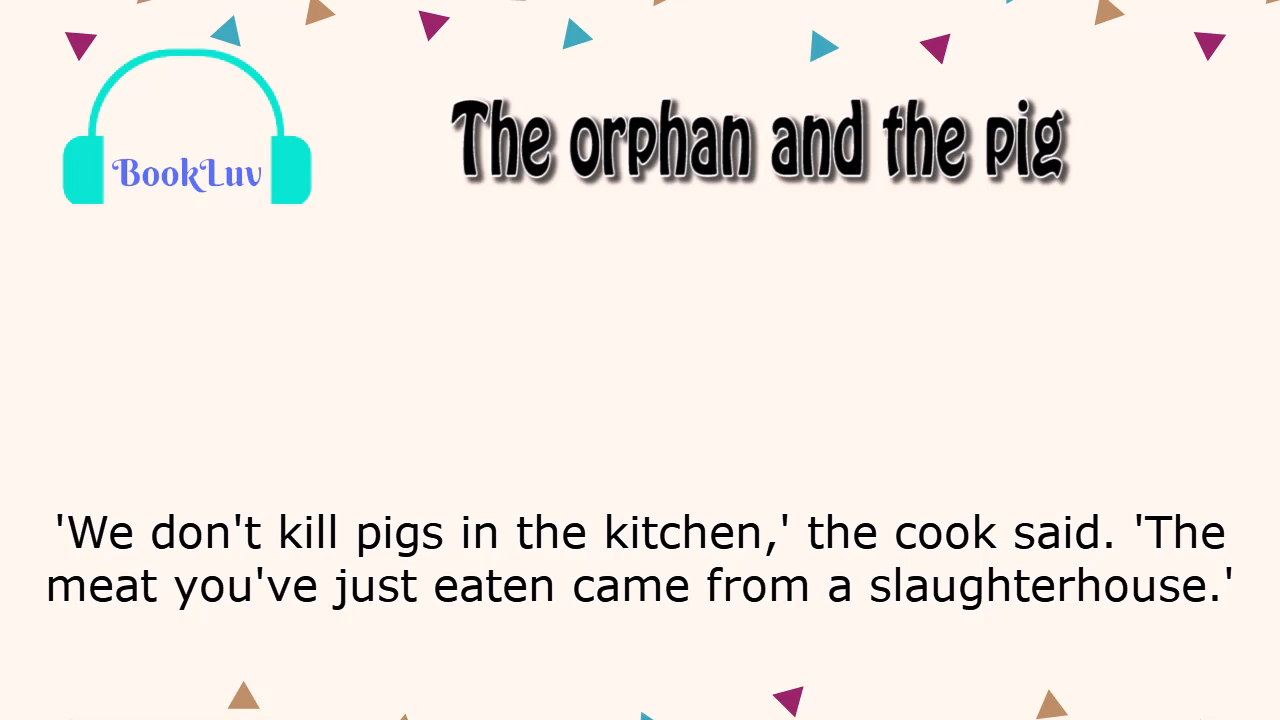 BookLuv
The orphan and the pig
'We don't kill pigs in the kitchen,' the cook said. 'The
meat you've just eaten came from a slaughterhouse.'